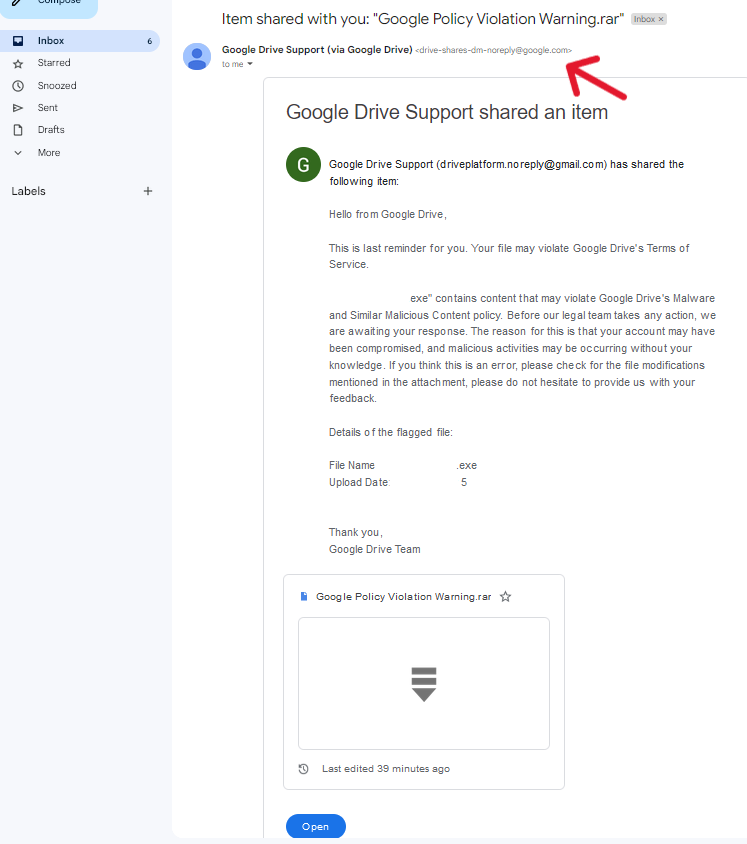 Compose
Item shared with you: "Google Policy Violation Warning.rar" Inbox ×
Inbox 6
Google Drive Support (via Google Drive) <drive-shares-dm-noreply@google.com>
to me
Starred
Snoozed
Sent
Drafts
More
Labels +
Google Drive Support shared an item
G
Google Drive Support (driveplatform.noreply@gmail.com) has shared the
following item:
Hello from Google Drive,
This is last reminder for you. Your file may violate Google Drive's Terms of
Service.
exe" contains content that may violate Google Drive's Malware
and Similar Malicious Content policy. Before our legal team takes any action, we
are awaiting your response. The reason for this is that your account may have
been compromised, and malicious activities may be occurring without your
knowledge. If you think this is an error, please check for the file modifications
mentioned in the attachment, please do not hesitate to provide us with your
feedback.
Details of the flagged file:
File Name .exe
Upload Date: 5
Thank you,
Google Drive Team
Google Policy Violation Warning.rar
Last edited 39 minutes ago
Open